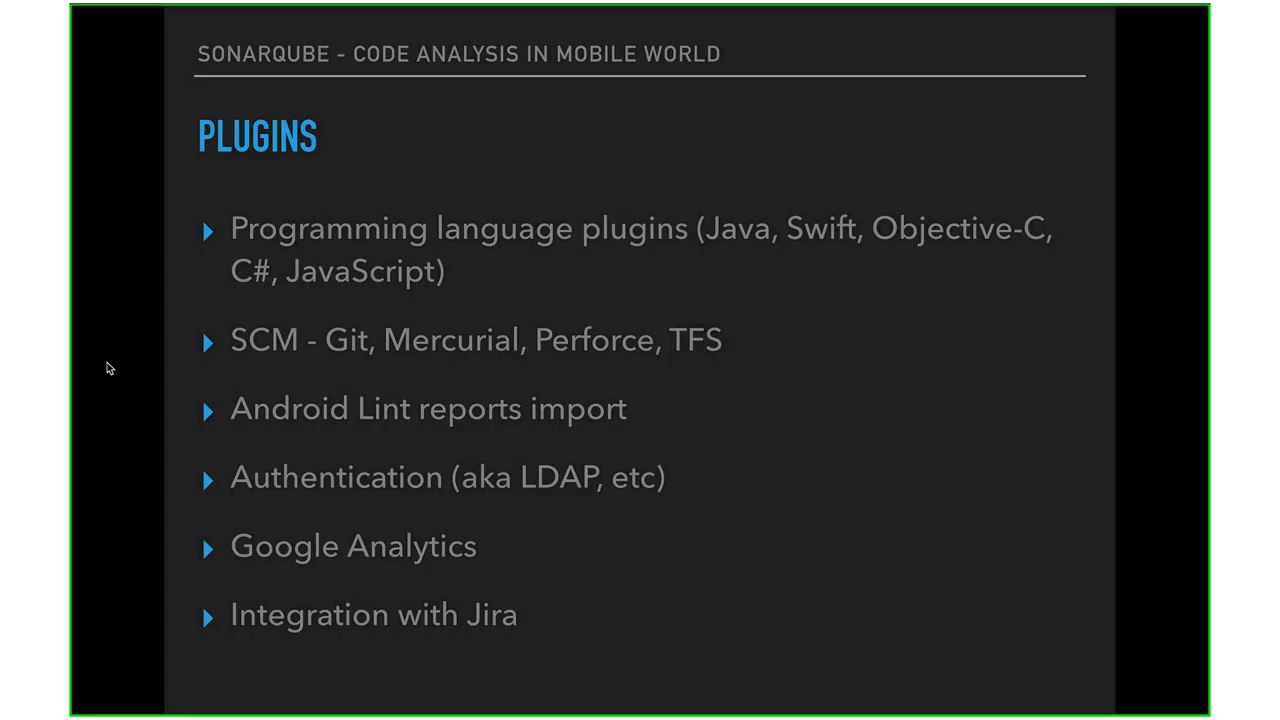 SONARQUBE - CODE ANALYSIS IN MOBILE WORLD
PLUGINS
Programming language plugins (Java, Swift, Objective-C,
C#, JavaScript)
SCM - Git, Mercurial, Perforce, TFS
Android Lint reports import
Authentication (aka LDAP, etc)
Google Analytics
Integration with Jira